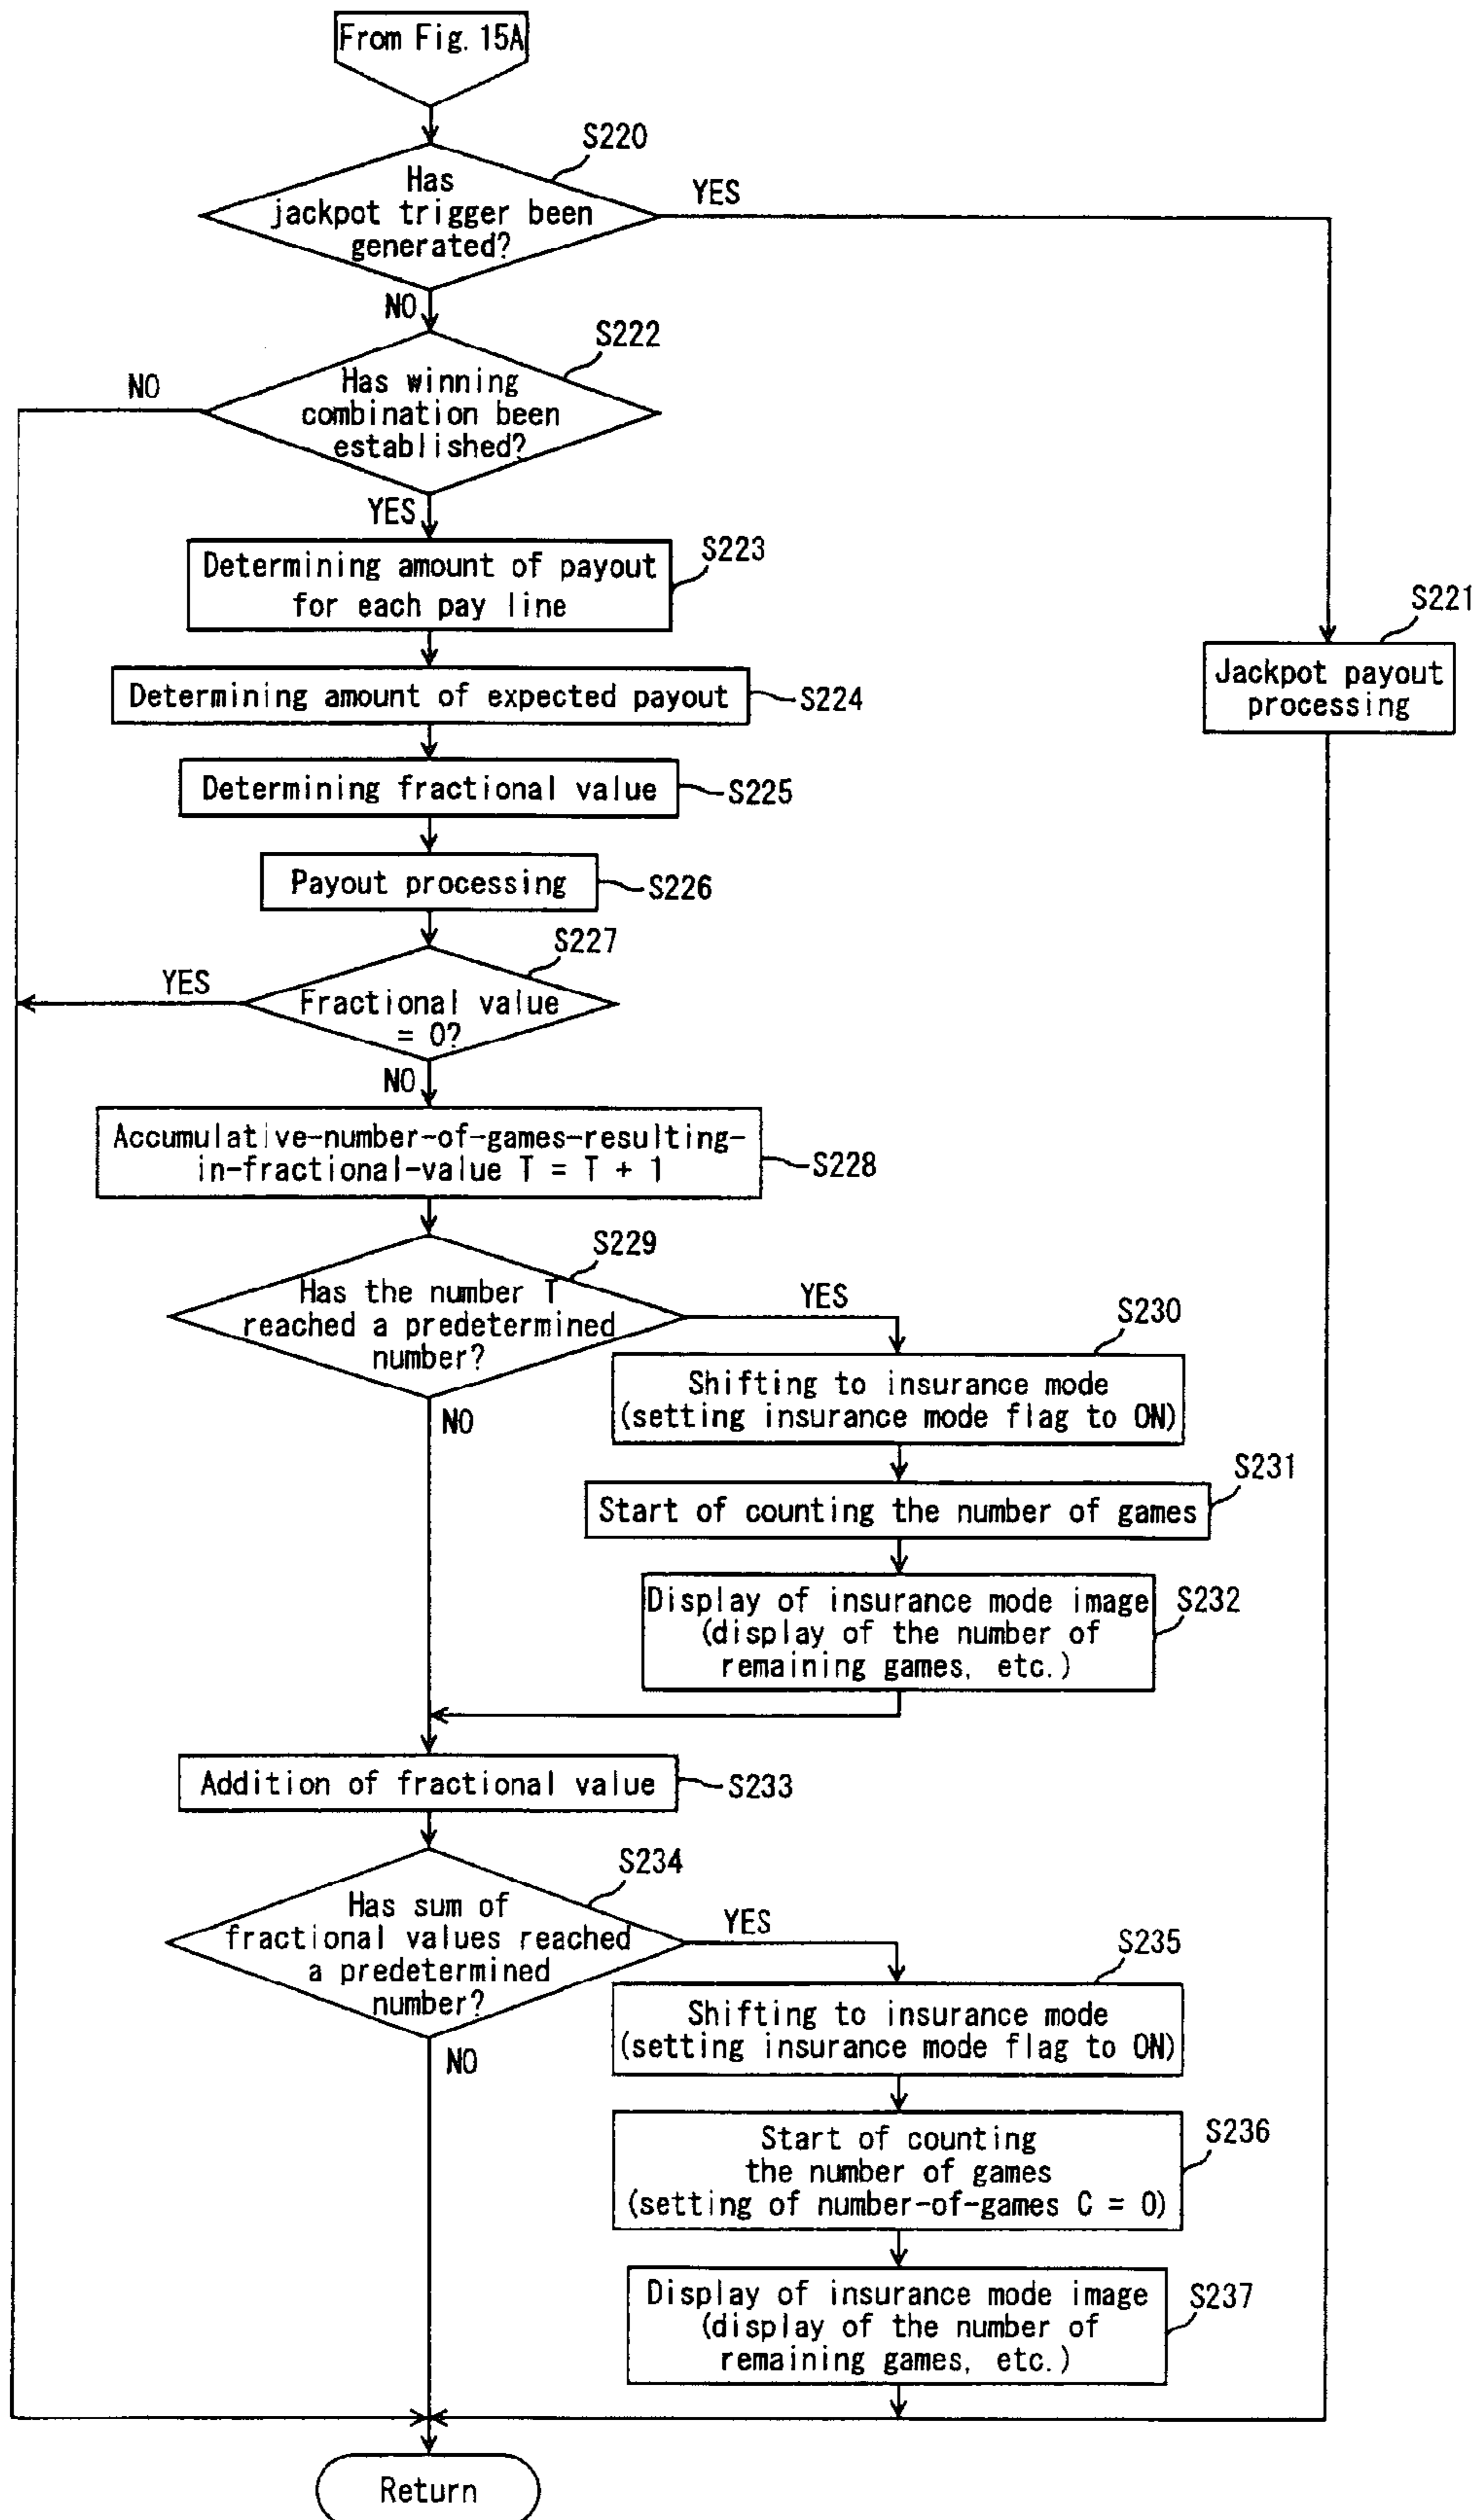 From Fig. 15A
S220
Has
jackpot trigger been
generated?
YES
NO
S222
Has winning
combination been
established?
NO
YES
S223
Determining amount of payout
for each pay line
S221
Jackpot payout
processing
Determining amount of expected payout
S224
Determining fractional value
S225
Payout processing
S226
S227
Fractional value
= 0?
YES
NO
Accumulative-number-of-games-resulting-
in-fractional-value T = T + 1
S228
S229
Has the number T
reached a predetermined
number?
YES
NO
S230
Shifting to insurance mode
(setting insurance mode flag to ON)
S231
Start of counting the number of games
S232
Display of insurance mode image
(display of the number of
remaining games, etc.)
Addition of fractional value
S233
S234
Has sum of
fractional values reached
a predetermined
number?
YES
NO
S235
Shifting to insurance mode
(setting insurance mode flag to ON)
S236
Start of counting
the number of games
(setting of number-of-games C = 0)
S237
Display of insurance mode image
(display of the number of
remaining games, etc.)
Return